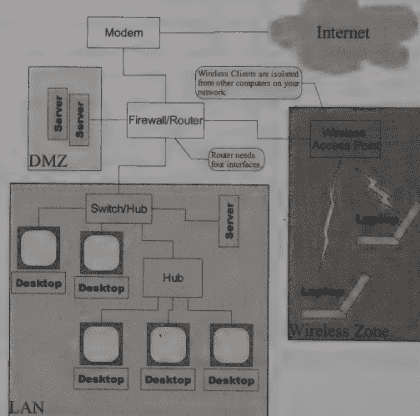 Modem
Internet
Wireless Clients are isolated
from other computers on your
network.
Server
Server
Firewall/Router
DMZ
Router needs
four interfaces.
Wireless
Access Point
Switch/Hub
Server
Laptop
Desktop
Desktop
Hub
Laptop
Wireless Zone
Desktop
Desktop
Desktop
LAN